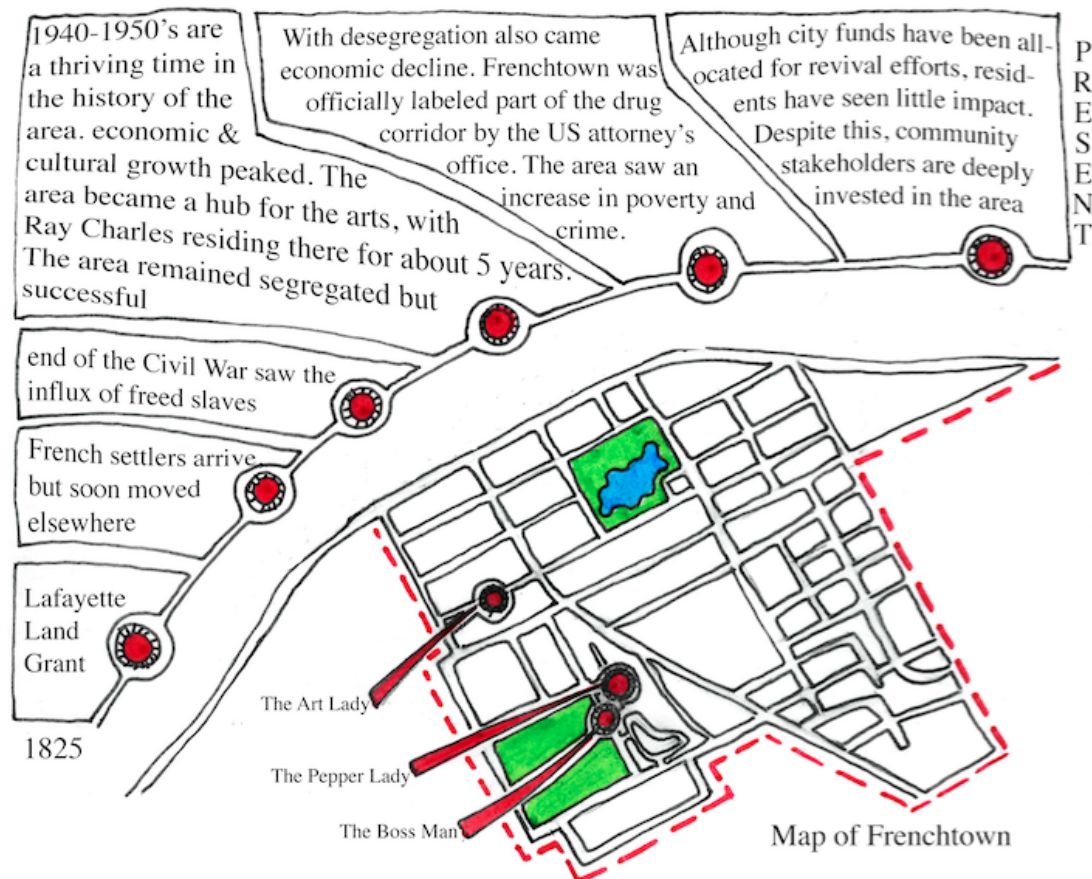 1940-1950's are
a thriving time in
the history of the
area. economic &
cultural growth peaked. The
area became a hub for the arts, with
Ray Charles residing there for about 5 years.
The area remained segregated but
successful
With desegregation also came
economic decline. Frenchtown was
officially labeled part of the drug
corridor by the US attorney's
office. The area saw an
increase in poverty and
crime.
Although city funds have been all-
ocated for revival efforts, resid-
ents have seen little impact.
Despite this, community
stakeholders are deeply
invested in the area
PRESENT
end of the Civil War saw the
influx of freed slaves
French settlers arrive
but soon moved
elsewhere
Lafayette
Land
Grant
1825
The Art Lady
The Pepper Lady
The Boss Man
Map of Frenchtown